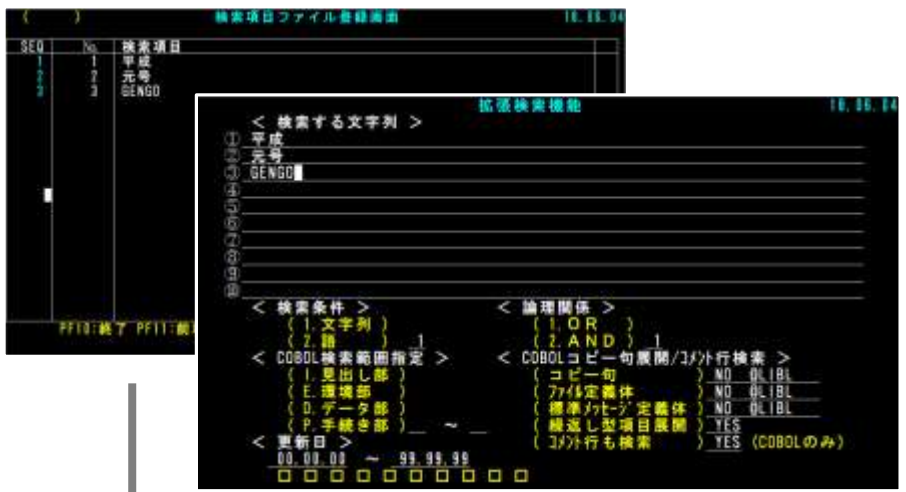 ( ) 検索項目ファイル登録画面 18.06.04
SEQ No. 検索項目
1 1 平成
2 2 元号
3 3 GENGO
PF10:終了 PF11:前
拡張検索機能 18.06.04
< 検索する文字列 >
① 平成
② 元号
③ GENGO
④
⑤
⑥
⑦
⑧
⑨
⑩
< 検索条件 > < 論理関係 >
( 1.文字列 ) ( 1.OR )
( 2.語 ) 1 ( 2.AND ) 1
< COBOL検索範囲指定 > < COBOLコピー句展開/コメント行検索 >
( I.見出し部 ) ( コピー句 ) NO @LIBL
( E.環境部 ) ( ファイル定義体 ) NO @LIBL
( D.データ部 ) ( 標準メッセージ定義体 ) NO @LIBL
( P.手続き部 ) ~ ( 繰返し型項目展開 ) YES
< 更新日 > ( コメント行も検索 ) YES (COBOLのみ)
00.00.00 ~ 99.99.99